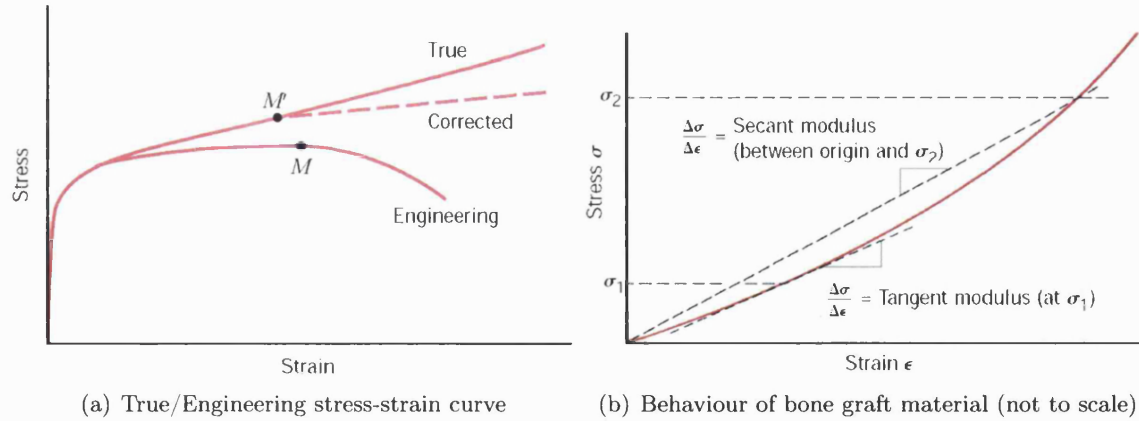 Stress
True
M'
Corrected
M
Engineering
Strain
(a) True/Engineering stress-strain curve
Stress σ
σ₂
Δσ/Δϵ = Secant modulus
(between origin and σ₂)
σ₁
Δσ/Δϵ = Tangent modulus (at σ₁)
Strain ϵ
(b) Behaviour of bone graft material (not to scale)